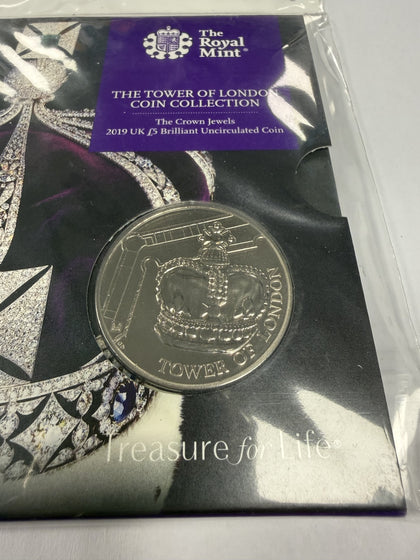 The
Royal
Mint®
THE TOWER OF LONDON
COIN COLLECTION
The Crown Jewels
2019 UK £5 Brilliant Uncirculated Coin
TOWER OF LONDON
Treasure for Life®